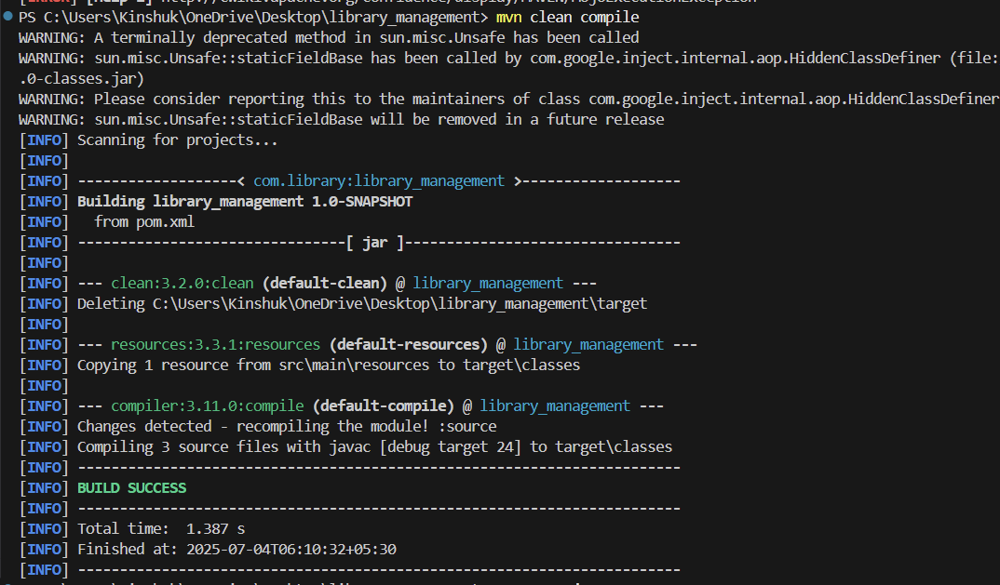 PS C:\Users\Kinshuk\OneDrive\Desktop\library_management> mvn clean compile
WARNING: A terminally deprecated method in sun.misc.Unsafe has been called
WARNING: sun.misc.Unsafe::staticFieldBase has been called by com.google.inject.internal.aop.HiddenClassDefiner (file:
.0-classes.jar)
WARNING: Please consider reporting this to the maintainers of class com.google.inject.internal.aop.HiddenClassDefiner
WARNING: sun.misc.Unsafe::staticFieldBase will be removed in a future release
[INFO] Scanning for projects...
[INFO]
[INFO] -------------------< com.library:library_management >-------------------
[INFO] Building library_management 1.0-SNAPSHOT
[INFO]   from pom.xml
[INFO] --------------------------------[ jar ]---------------------------------
[INFO]
[INFO] --- clean:3.2.0:clean (default-clean) @ library_management ---
[INFO] Deleting C:\Users\Kinshuk\OneDrive\Desktop\library_management\target
[INFO]
[INFO] --- resources:3.3.1:resources (default-resources) @ library_management ---
[INFO] Copying 1 resource from src\main\resources to target\classes
[INFO]
[INFO] --- compiler:3.11.0:compile (default-compile) @ library_management ---
[INFO] Changes detected - recompiling the module! :source
[INFO] Compiling 3 source files with javac [debug target 24] to target\classes
[INFO] ------------------------------------------------------------------------
[INFO] BUILD SUCCESS
[INFO] ------------------------------------------------------------------------
[INFO] Total time:  1.387 s
[INFO] Finished at: 2025-07-04T06:10:32+05:30
[INFO] ------------------------------------------------------------------------